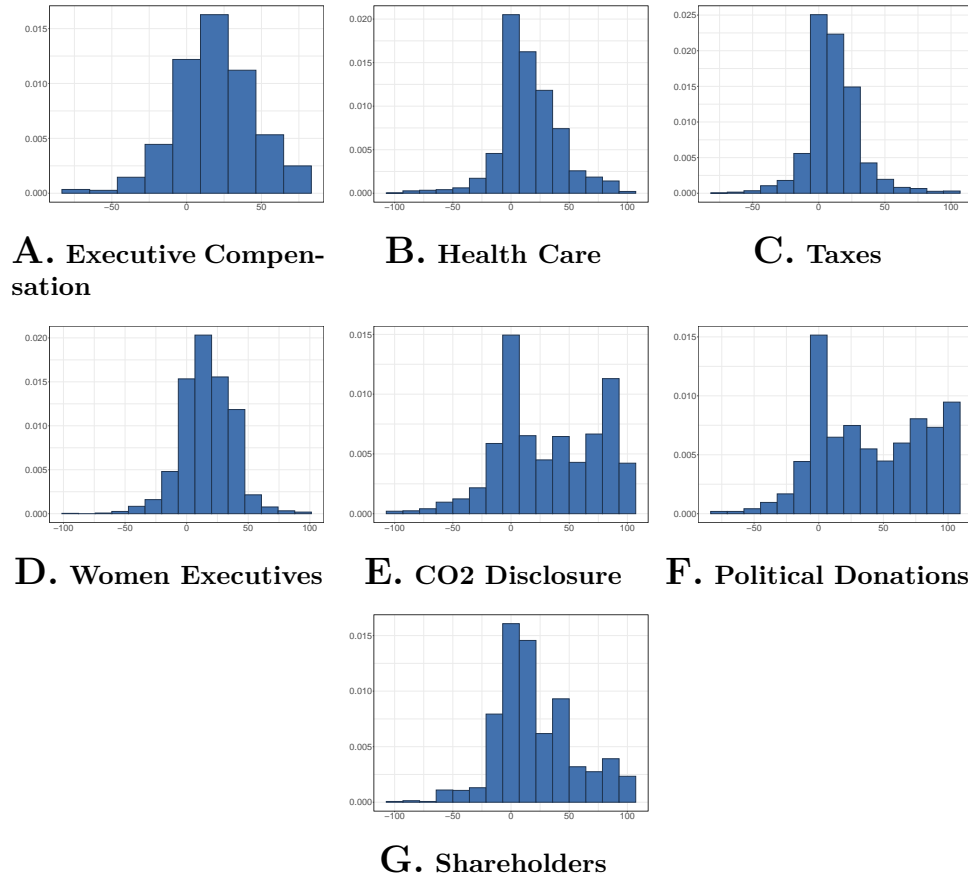 0.015
0.010
0.005
0.000
−50 0 50
A. Executive Compen-
sation
0.020
0.015
0.010
0.005
0.000
−100 −50 0 50 100
B. Health Care
0.025
0.020
0.015
0.010
0.005
0.000
−50 0 50 100
C. Taxes
0.020
0.015
0.010
0.005
0.000
−100 −50 0 50 100
D. Women Executives
0.015
0.010
0.005
0.000
−100 −50 0 50 100
E. CO2 Disclosure
0.015
0.010
0.005
0.000
−50 0 50 100
F. Political Donations
0.015
0.010
0.005
0.000
−100 −50 0 50 100
G. Shareholders